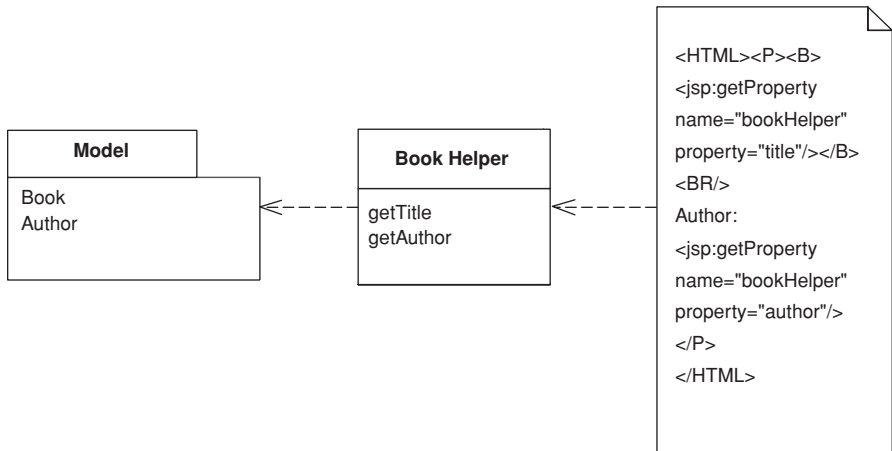 Model
Book
Author
Book Helper
getTitle
getAuthor
<HTML><P><B>
<jsp:getProperty
name="bookHelper"
property="title"/></B>
<BR/>
Author:
<jsp:getProperty
name="bookHelper"
property="author"/>
</P>
</HTML>